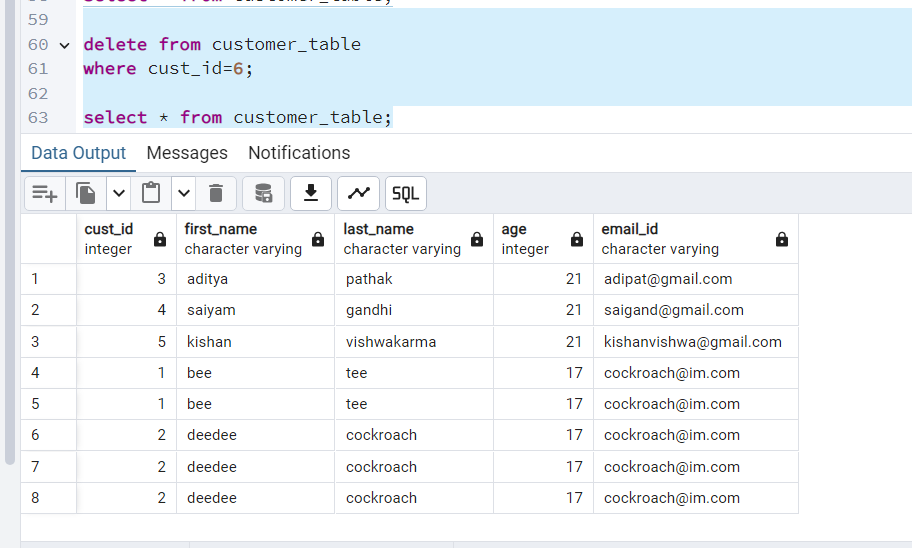 59
60 delete from customer_table
61 where cust_id=6;
62
63 select * from customer_table;
Data Output Messages Notifications
SQL
cust_id first_name last_name age email_id
integer character varying character varying integer character varying
1 3 aditya pathak 21 adipat@gmail.com
2 4 saiyam gandhi 21 saigand@gmail.com
3 5 kishan vishwakarma 21 kishanvishwa@gmail.com
4 1 bee tee 17 cockroach@im.com
5 1 bee tee 17 cockroach@im.com
6 2 deedee cockroach 17 cockroach@im.com
7 2 deedee cockroach 17 cockroach@im.com
8 2 deedee cockroach 17 cockroach@im.com